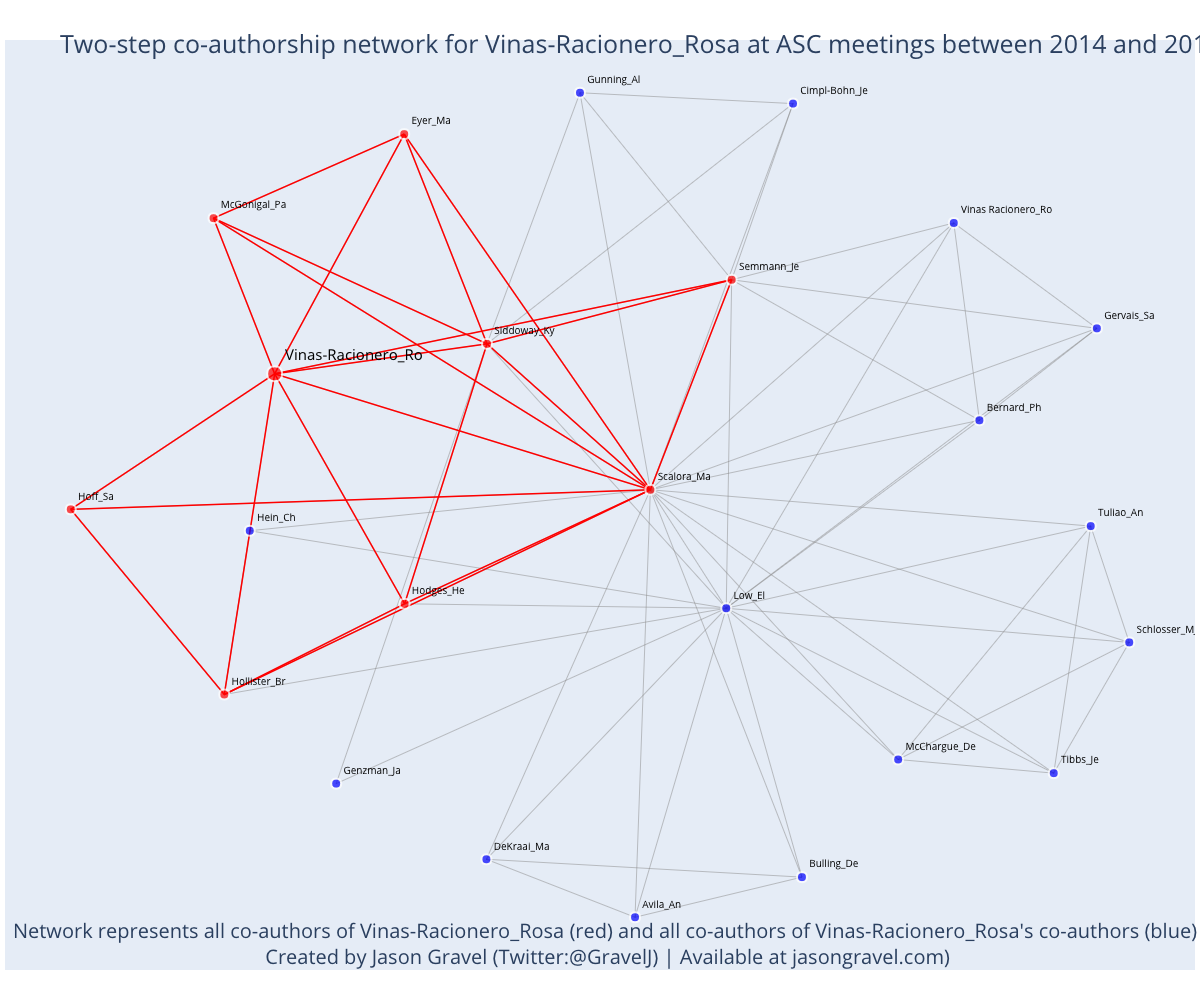 Two-step co-authorship network for Vinas-Racionero_Rosa at ASC meetings between 2014 and 201
Gunning_Al
Cimpl-Bohn_Je
Eyer_Ma
McGonigal_Pa
Vinas Racionero_Ro
Semmann_Je
Gervais_Sa
Siddoway_Ky
Vinas-Racionero_Ro
Bernard_Ph
Scalora_Ma
Hoff_Sa
Hein_Ch
Tuliao_An
Hodges_He
Low_El
Schlosser_M
Hollister_Br
McChargue_De
Tibbs_Je
Genzman_Ja
DeKraai_Ma
Bulling_De
Avila_An
Network represents all co-authors of Vinas-Racionero_Rosa (red) and all co-authors of Vinas-Racionero_Rosa's co-authors (blue)
Created by Jason Gravel (Twitter:@GravelJ) | Available at jasongravel.com)